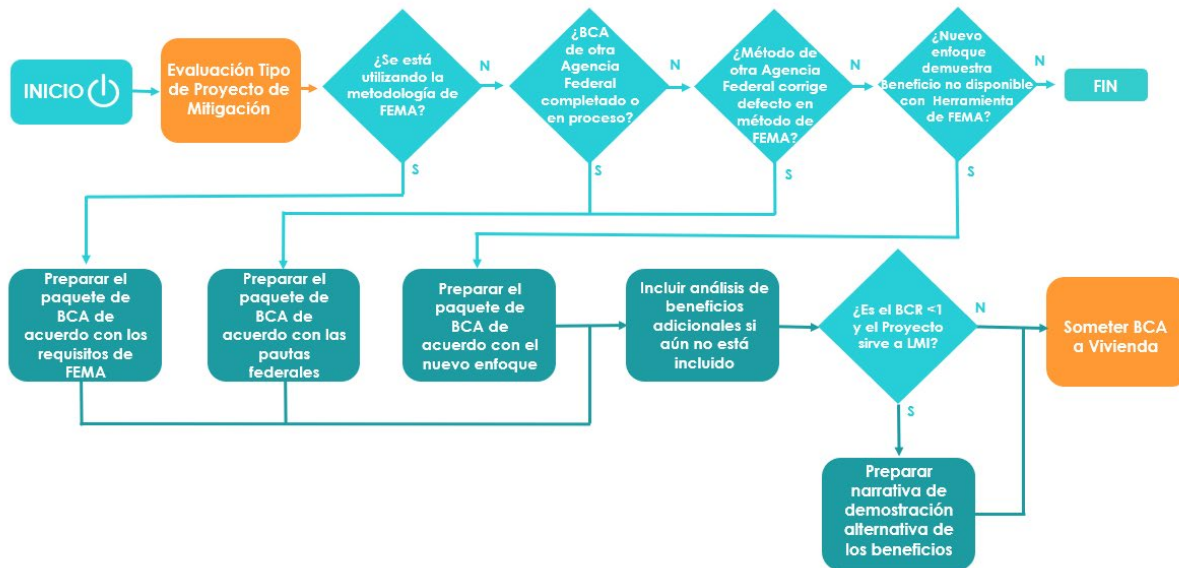 INICIO
Evaluación Tipo
de Proyecto de
Mitigación
¿Se está
utilizando la
metodología de
FEMA?
N
S
¿BCA
de otra
Agencia
Federal
completado o
en proceso?
N
¿Método de
otra Agencia
Federal corrige
defecto en
método de
FEMA?
N
S
¿Nuevo
enfoque
demuestra
Beneficio no disponible
con Herramienta
de FEMA?
N
S
FIN
Preparar el
paquete de
BCA de
acuerdo con los
requisitos de
FEMA
Preparar el
paquete de
BCA de
acuerdo con las
pautas
federales
Preparar el
paquete de
BCA de
acuerdo con el
nuevo enfoque
Incluir análisis de
beneficios
adicionales si
aún no está
incluido
¿Es el BCR <1
y el Proyecto
sirve a LMI?
N
S
Someter BCA
a Vivienda
Preparar
narrativa de
demostración
alternativa de
los beneficios